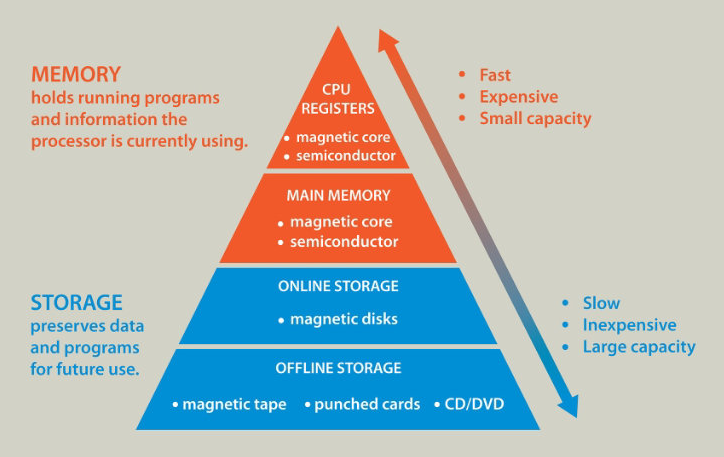 MEMORY
holds running programs
and information the
processor is currently using.
CPU
REGISTERS
• magnetic core
• semiconductor
• Fast
• Expensive
• Small capacity
MAIN MEMORY
• magnetic core
• semiconductor
STORAGE
preserves data
and programs
for future use.
ONLINE STORAGE
• magnetic disks
• Slow
• Inexpensive
• Large capacity
OFFLINE STORAGE
• magnetic tape • punched cards • CD/DVD